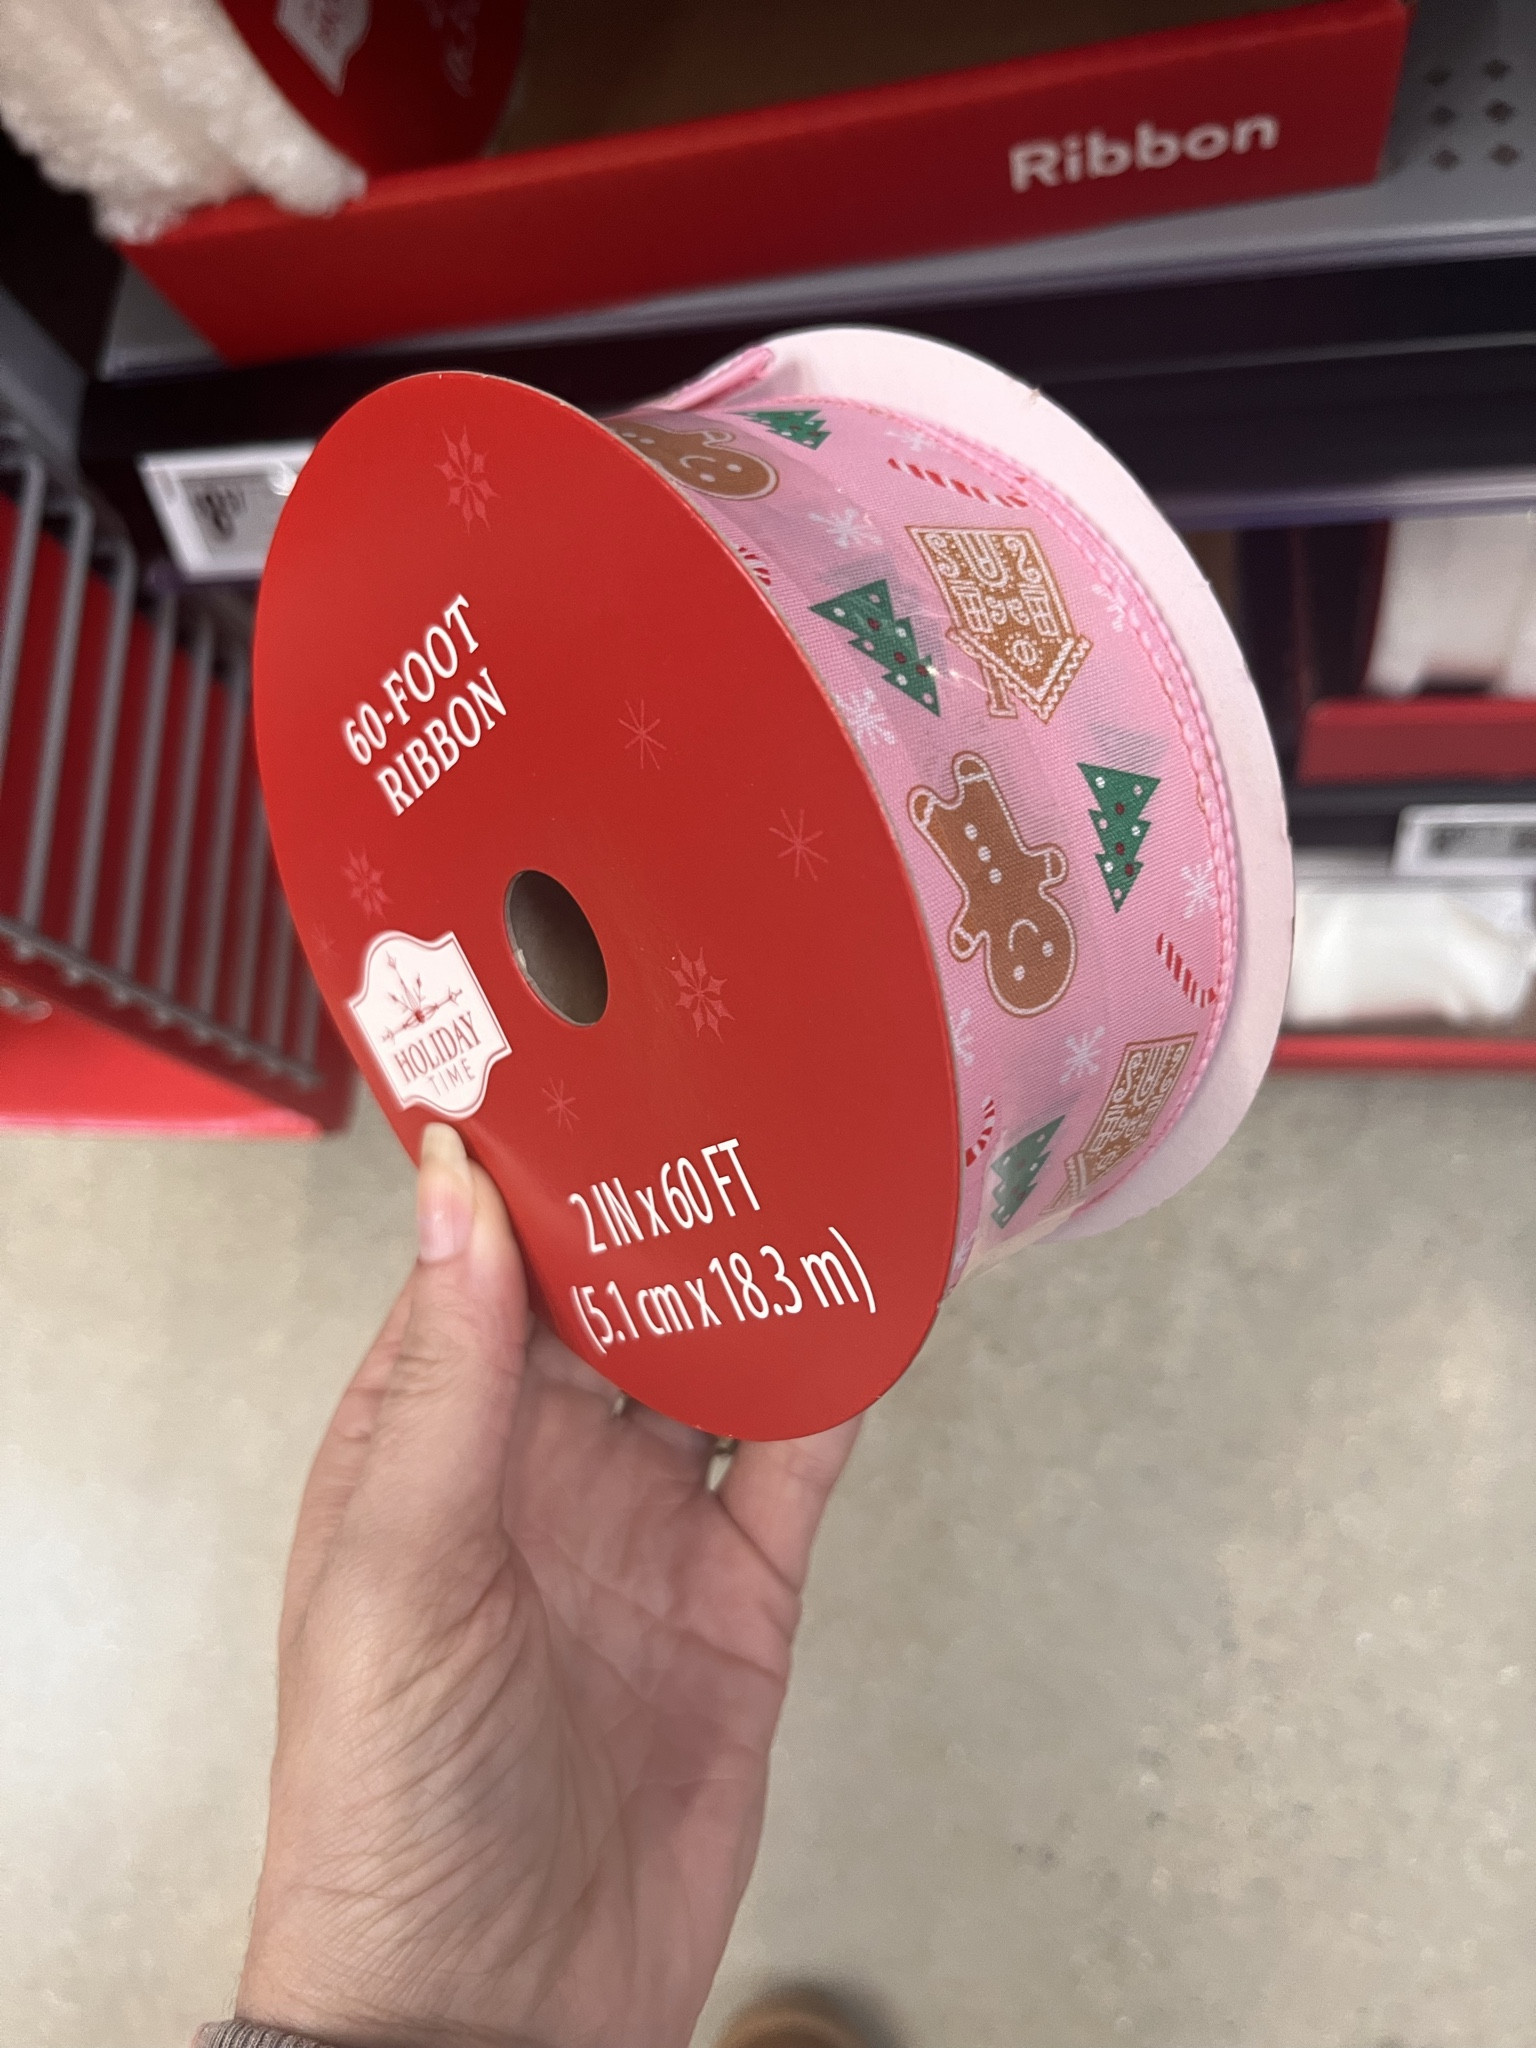 Ribbon
60-FOOT
RIBBON
HOLIDAY
TIME
2 IN x 60 FT
(5.1 cm x 18.3 m)